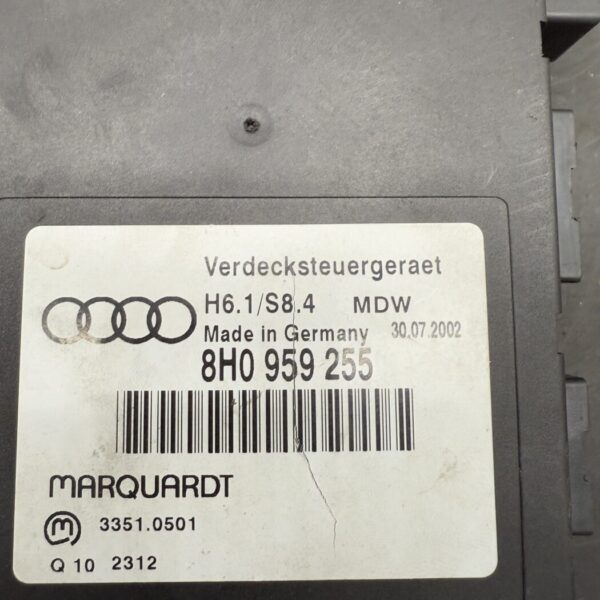 Verdecksteuergeraet
H6.1/S8.4 MDW
Made in Germany 30.07.2002
8H0 959 255
MARQUARDT
m 3351.0501
Q 10 2312